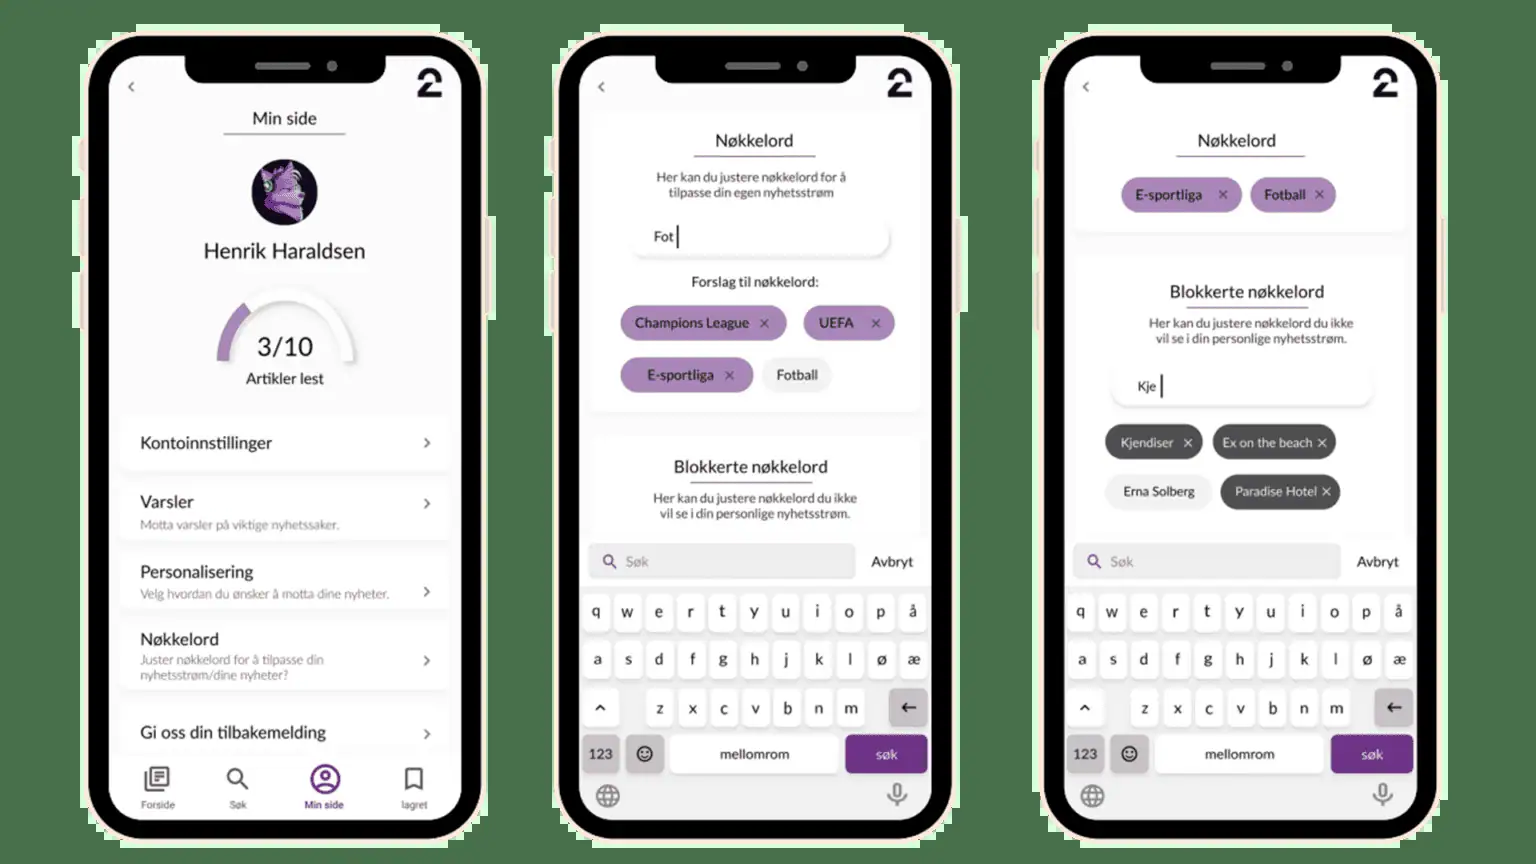 2
Min side
Henrik Haraldsen
3/10
Artikler lest
Kontoinnstillinger
Varsler
Motta varsler på viktige nyhetssaker.
Personalisering
Velg hvordan du ønsker å motta dine nyheter.
Nøkkelord
Juster nøkkelord for å tilpasse din
nyhetsstrøm/dine nyheter?
Gi oss din tilbakemelding
Forside Søk Min side lagret
2
Nøkkelord
Her kan du justere nøkkelord for å
tilpasse din egen nyhetsstrøm
Fot
Forslag til nøkkelord:
Champions League × UEFA ×
E-sportliga × Fotball
Blokkerte nøkkelord
Her kan du justere nøkkelord du ikke
vil se i din personlige nyhetsstrøm.
Søk Avbryt
q w e r t y u i o p å
a s d f g h j k l ø æ
z x c v b n m
123 mellomrom søk
2
Nøkkelord
E-sportliga × Fotball ×
Blokkerte nøkkelord
Her kan du justere nøkkelord du ikke
vil se i din personlige nyhetsstrøm.
Kje
Kjendiser × Ex on the beach ×
Erna Solberg Paradise Hotel ×
Søk Avbryt
q w e r t y u i o p å
a s d f g h j k l ø æ
z x c v b n m
123 mellomrom søk